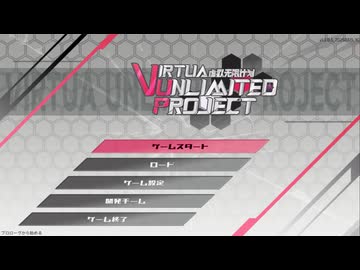 VIRTUA 虚拟无限计划
UNLIMITED
PROJECT
ゲームスタート
ロード
ゲーム設定
開発チーム
ゲーム終了
プロローグから始める